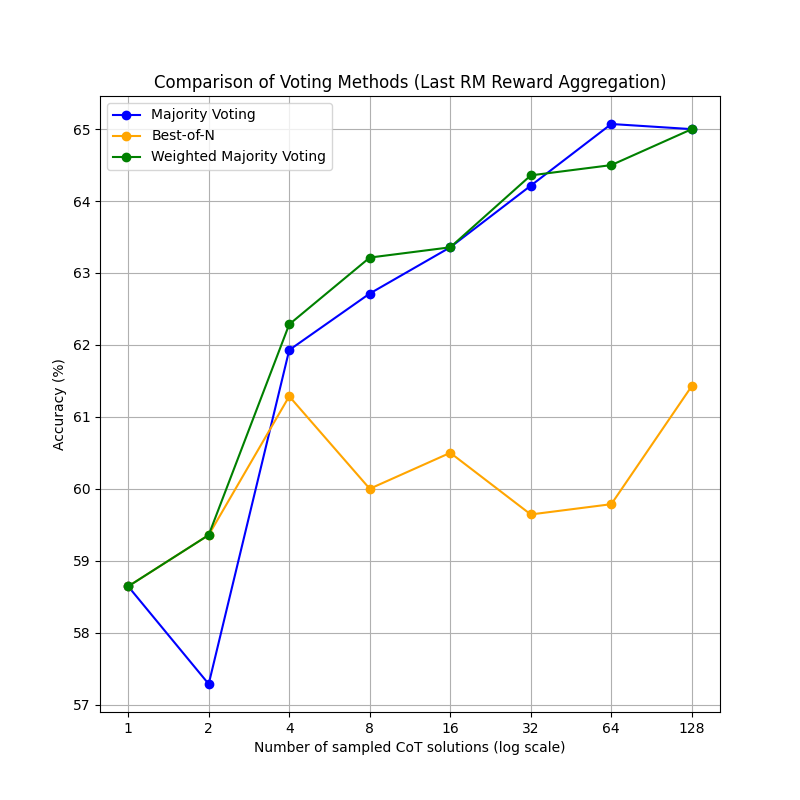 Comparison of Voting Methods (Last RM Reward Aggregation)
Majority Voting
Best-of-N
Weighted Majority Voting
Accuracy (%)
65
64
63
62
61
60
59
58
57
1 2 4 8 16 32 64 128
Number of sampled CoT solutions (log scale)